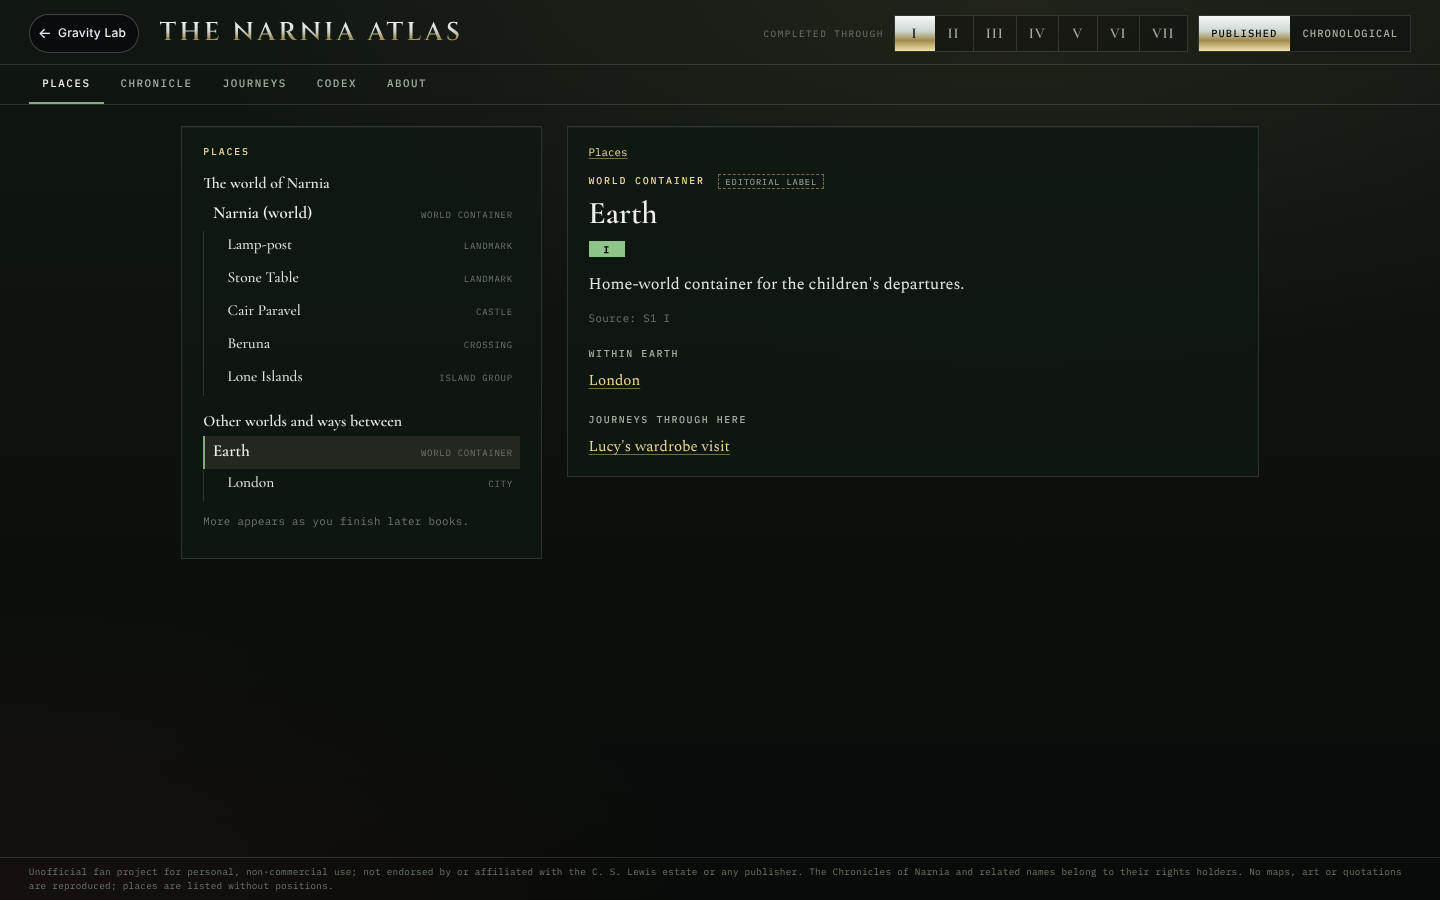 ← Gravity Lab
THE NARNIA ATLAS
COMPLETED THROUGH
I II III IV V VI VII
PUBLISHED CHRONOLOGICAL
PLACES CHRONICLE JOURNEYS CODEX ABOUT
PLACES
The world of Narnia
Narnia (world) WORLD CONTAINER
Lamp-post LANDMARK
Stone Table LANDMARK
Cair Paravel CASTLE
Beruna CROSSING
Lone Islands ISLAND GROUP
Other worlds and ways between
Earth WORLD CONTAINER
London CITY
More appears as you finish later books.
Places
WORLD CONTAINER EDITORIAL LABEL
Earth
I
Home-world container for the children's departures.
Source: S1 I
WITHIN EARTH
London
JOURNEYS THROUGH HERE
Lucy's wardrobe visit
Unofficial fan project for personal, non-commercial use; not endorsed by or affiliated with the C. S. Lewis estate or any publisher. The Chronicles of Narnia and related names belong to their rights holders. No maps, art or quotations
are reproduced; places are listed without positions.